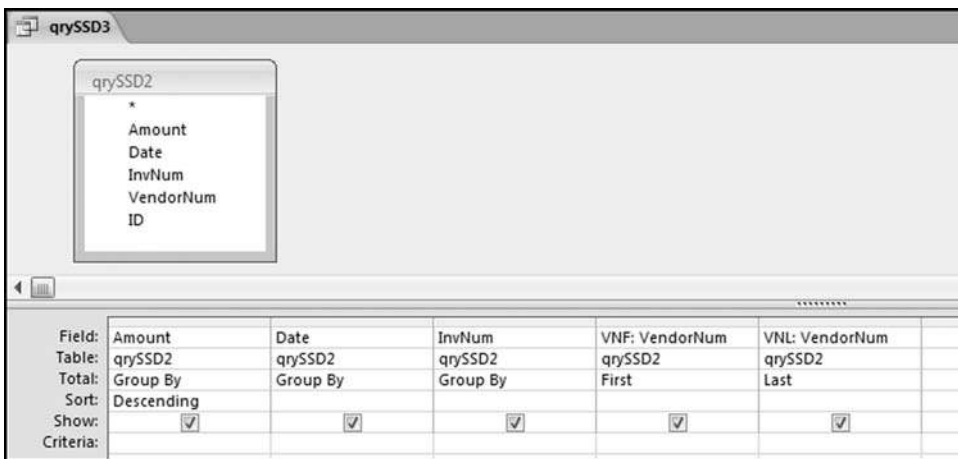 qrySSD3
qrySSD2
*
Amount
Date
InvNum
VendorNum
ID
Field: Amount Date InvNum VNF: VendorNum VNL: VendorNum
Table: qrySSD2 qrySSD2 qrySSD2 qrySSD2 qrySSD2
Total: Group By Group By Group By First Last
Sort: Descending
Show:
Criteria: